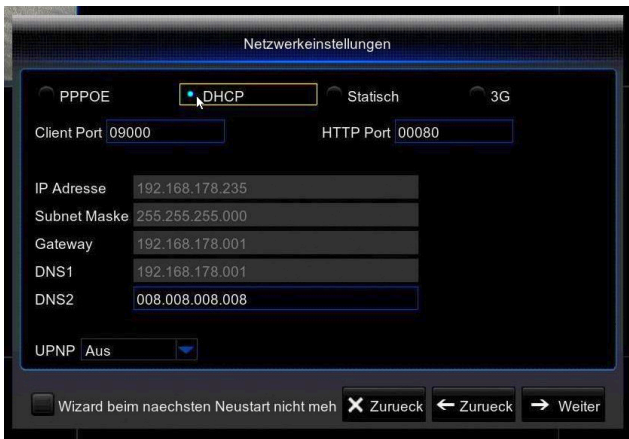 Netzwerkeinstellungen
PPPOE DHCP Statisch 3G
Client Port 09000 HTTP Port 00080
IP Adresse 192.168.178.235
Subnet Maske 255.255.255.000
Gateway 192.168.178.001
DNS1 192.168.178.001
DNS2 008.008.008.008
UPNP Aus
Wizard beim naechsten Neustart nicht meh Zurueck Zurueck Weiter